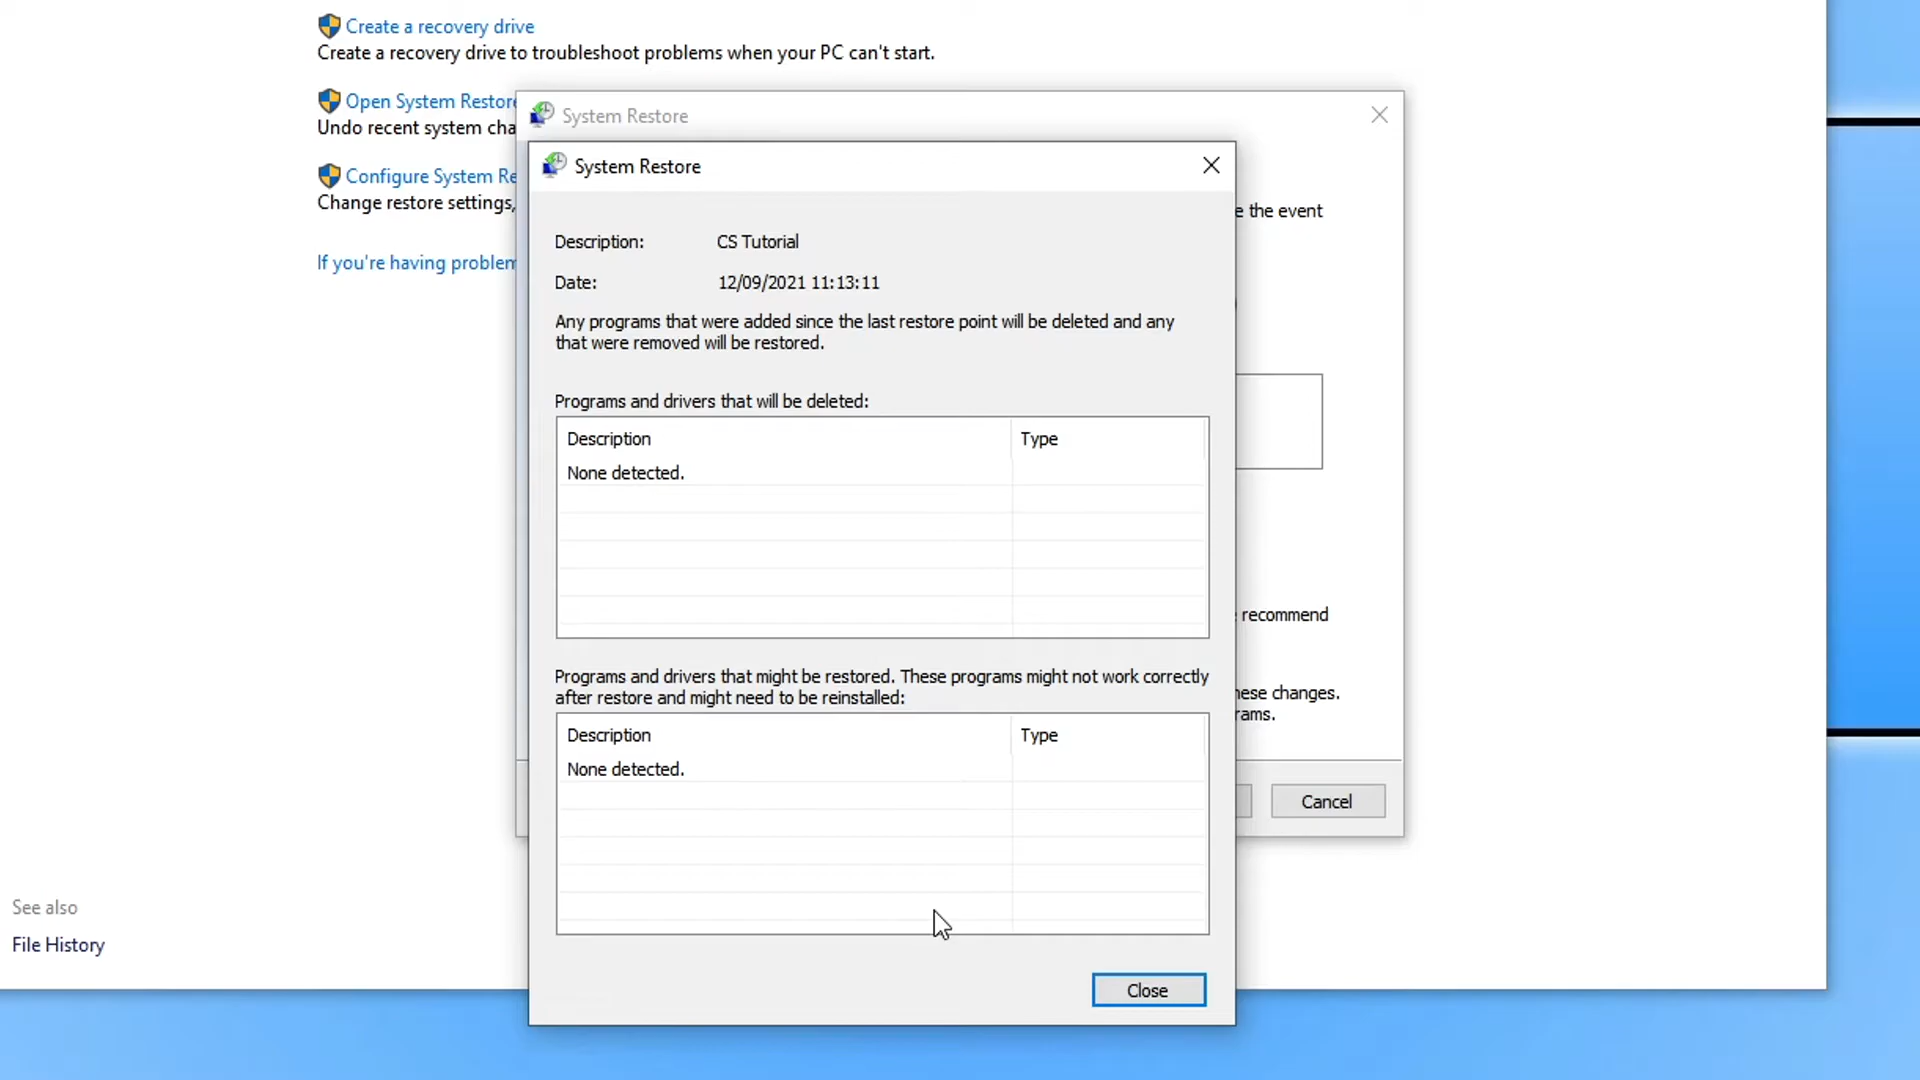 Create a recovery drive
Create a recovery drive to troubleshoot problems when your PC can't start.
Open System Restore
Undo recent system cha
Configure System Re
Change restore settings,
If you're having problem
System Restore
System Restore
Description: CS Tutorial
Date: 12/09/2021 11:13:11
Any programs that were added since the last restore point will be deleted and any
that were removed will be restored.
Programs and drivers that will be deleted:
Description Type
None detected.
Programs and drivers that might be restored. These programs might not work correctly
after restore and might need to be reinstalled:
Description Type
None detected.
Close
e the event
recommend
hese changes.
rams.
Cancel
See also
File History